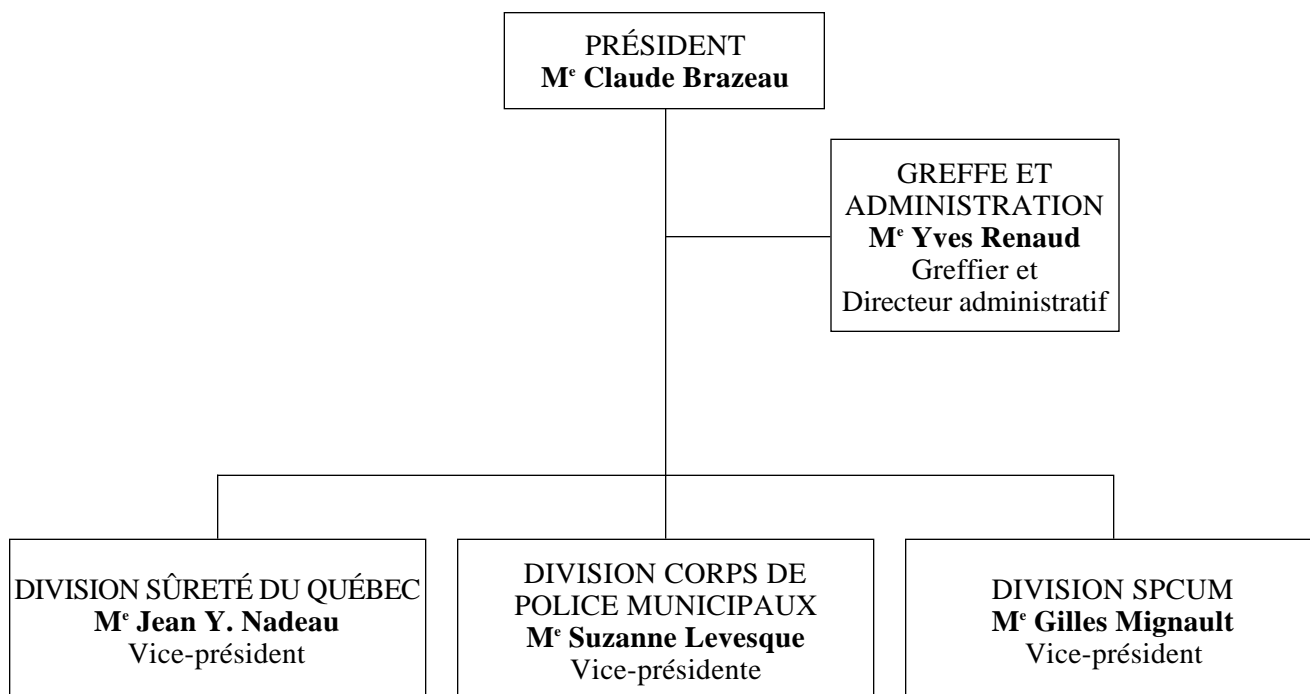 PRÉSIDENT
Mᵉ Claude Brazeau
GREFFE ET
ADMINISTRATION
Mᵉ Yves Renaud
Greffier et
Directeur administratif
DIVISION SÛRETÉ DU QUÉBEC
Mᵉ Jean Y. Nadeau
Vice-président
DIVISION CORPS DE
POLICE MUNICIPAUX
Mᵉ Suzanne Levesque
Vice-présidente
DIVISION SPCUM
Mᵉ Gilles Mignault
Vice-président